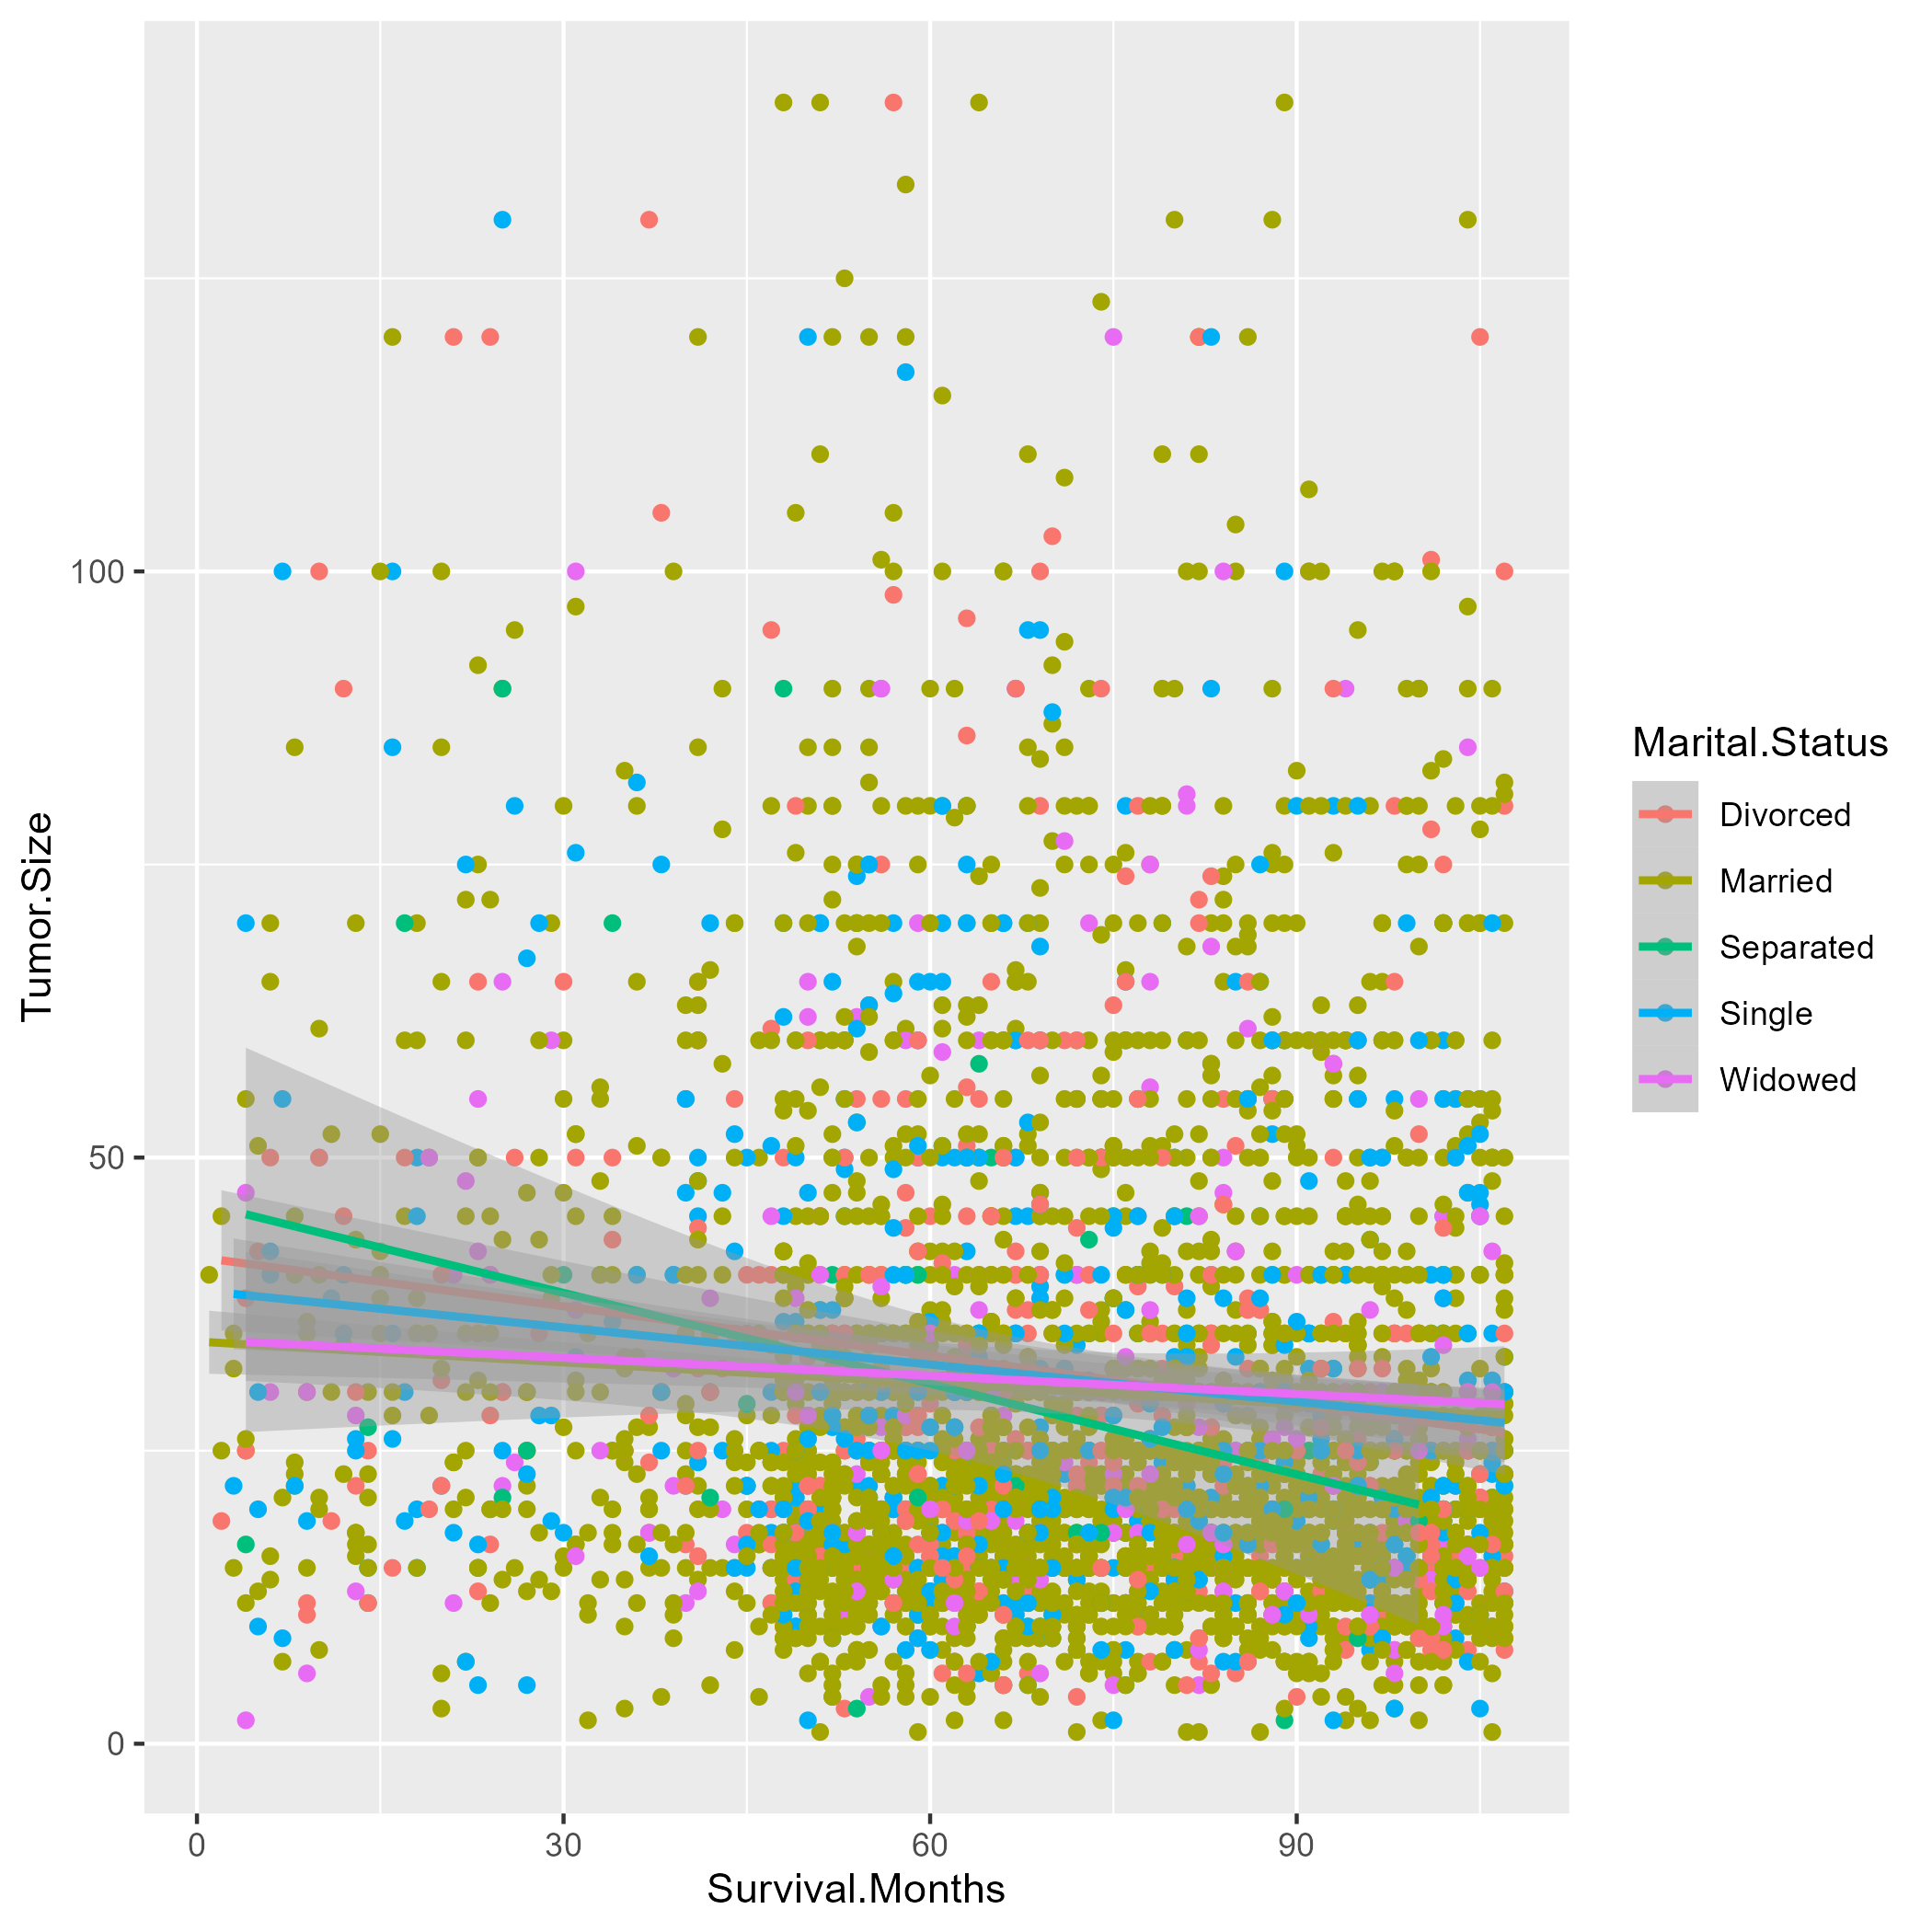 100
50
0
0 30 60 90
Survival.Months
Tumor.Size
Marital.Status
Divorced
Married
Separated
Single
Widowed